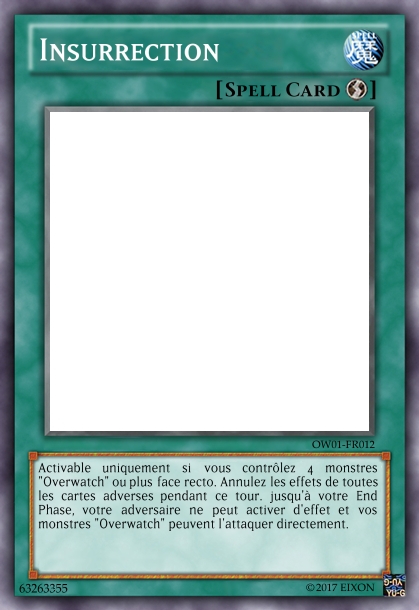 INSURRECTION
魔
[SPELL CARD]
OW01-FR012
Activable uniquement si vous contrôlez 4 monstres
"Overwatch" ou plus face recto. Annulez les effets de toutes
les cartes adverses pendant ce tour. jusqu'à votre End
Phase, votre adversaire ne peut activer d'effet et vos
monstres "Overwatch" peuvent l'attaquer directement.
63263355
©2017 EIXON
YU-G